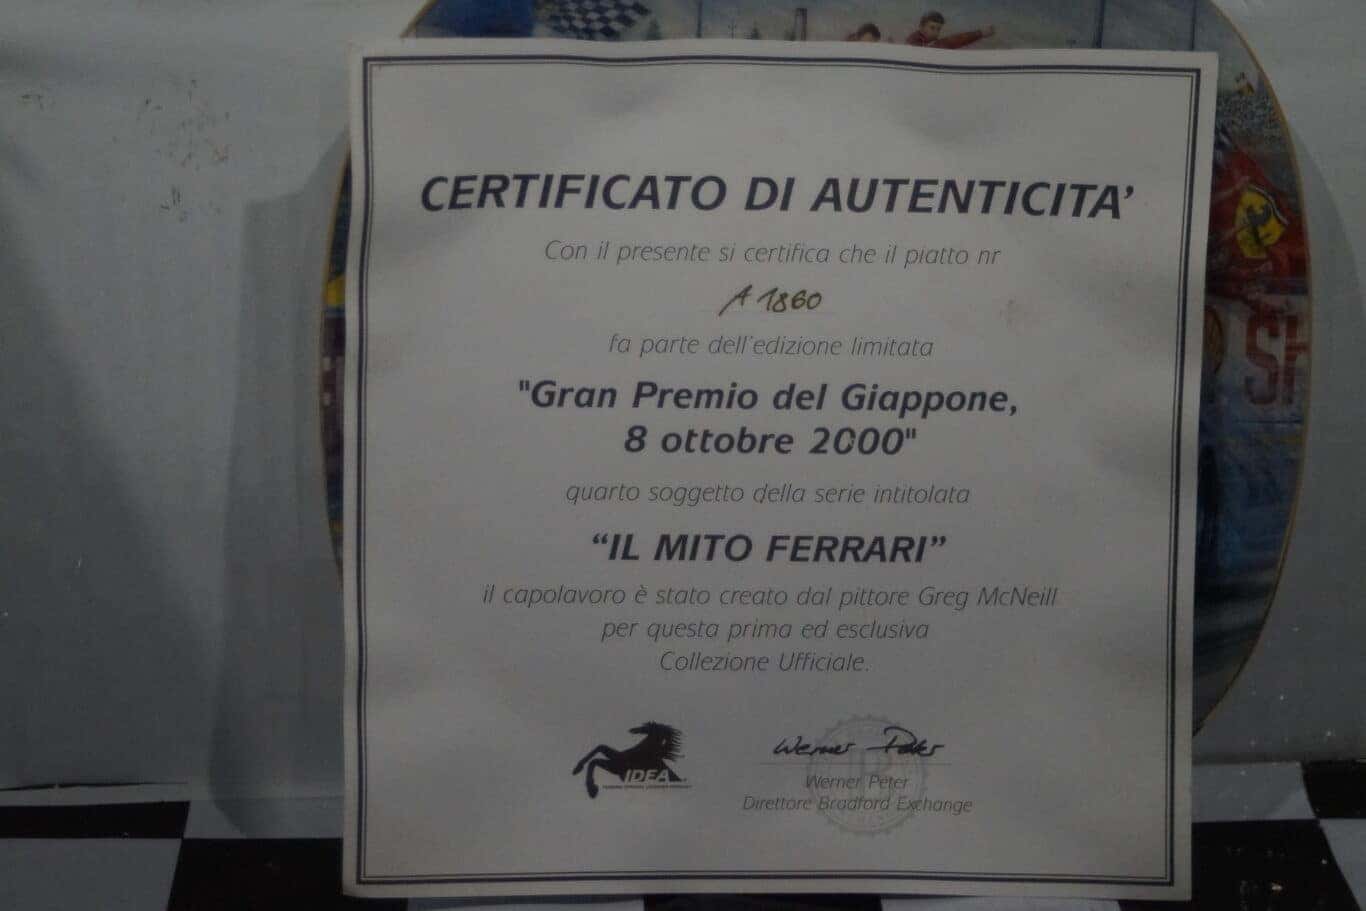 CERTIFICATO DI AUTENTICITA'
Con il presente si certifica che il piatto nr
A 1860
fa parte dell'edizione limitata
"Gran Premio del Giappone,
8 ottobre 2000"
quarto soggetto della serie intitolata
“IL MITO FERRARI”
il capolavoro è stato creato dal pittore Greg McNeill
per questa prima ed esclusiva
Collezione Ufficiale.
IDEA
Werner Peter
Werner Peter
Direttore Bradford Exchange
SH